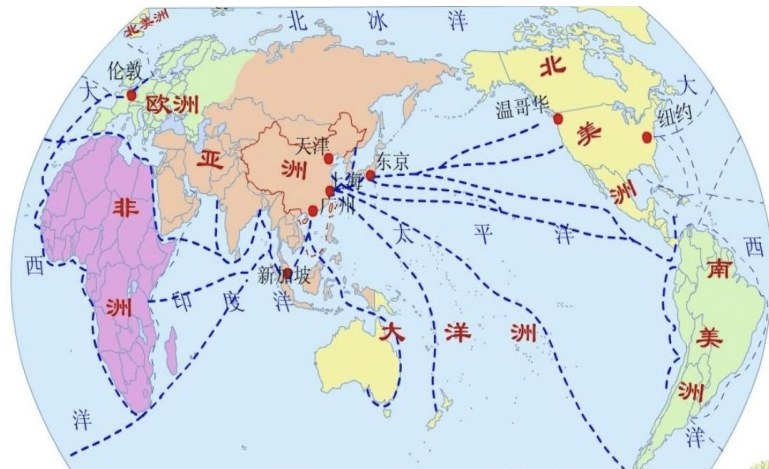 北美洲
北冰洋
伦敦
大
欧洲
北
大
温哥华
纽约
美
洲
亚
洲
天津
东京
上海
广州
非
洲
太平洋
西
洋
西
洋
新加坡
印度洋
大洋洲
南
美
洲